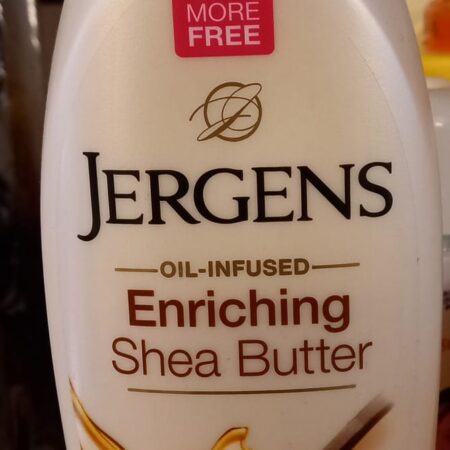 MORE
FREE
JERGENS
OIL-INFUSED
Enriching
Shea Butter